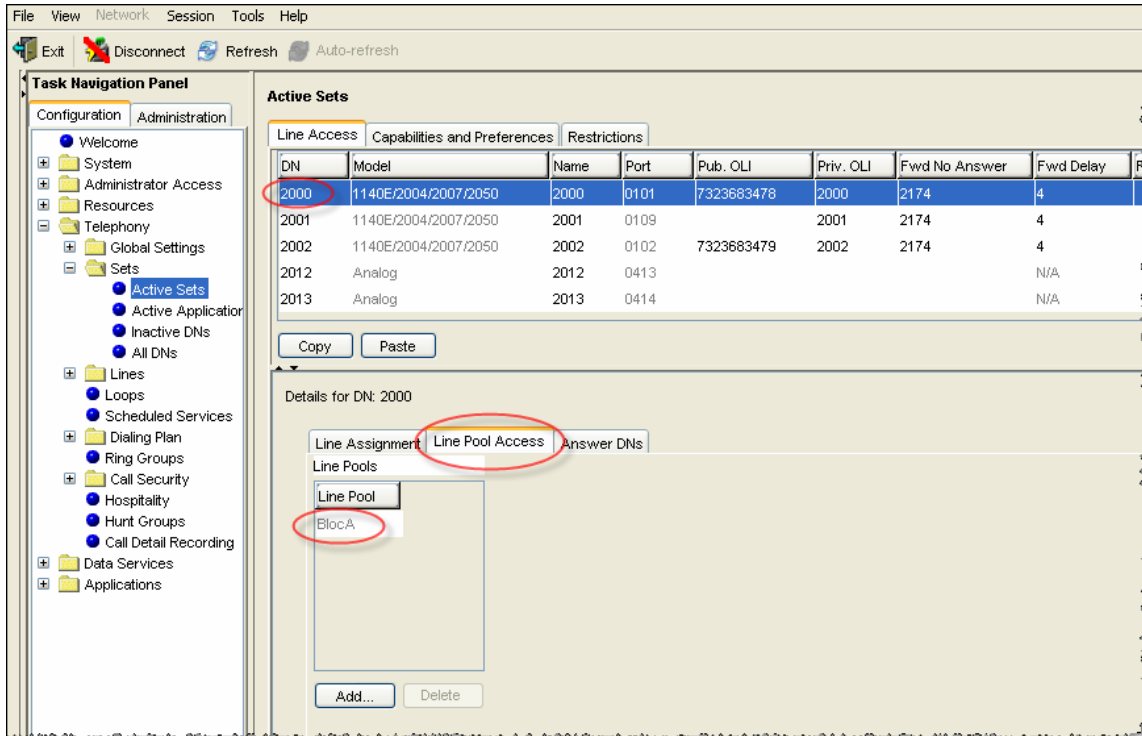 File View Network Session Tools Help
Exit Disconnect Refresh Auto-refresh
Task Navigation Panel
Configuration Administration
Welcome
System
Administrator Access
Resources
Telephony
Global Settings
Sets
Active Sets
Active Application
Inactive DNs
All DNs
Lines
Loops
Scheduled Services
Dialing Plan
Ring Groups
Call Security
Hospitality
Hunt Groups
Call Detail Recording
Data Services
Applications
Active Sets
Line Access Capabilities and Preferences Restrictions
DN Model Name Port Pub. OLI Priv. OLI Fwd No Answer Fwd Delay
2000 1140E/2004/2007/2050 2000 0101 7323683478 2000 2174 4
2001 1140E/2004/2007/2050 2001 0109 2001 2174 4
2002 1140E/2004/2007/2050 2002 0102 7323683479 2002 2174 4
2012 Analog 2012 0413 N/A
2013 Analog 2013 0414 N/A
Copy Paste
Details for DN: 2000
Line Assignment Line Pool Access Answer DNs
Line Pools
Line Pool
BlocA
Add... Delete